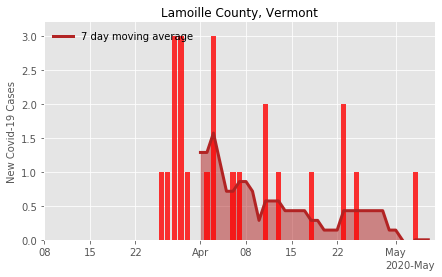 Lamoille County, Vermont
7 day moving average
New Covid-19 Cases
3.0
2.5
2.0
1.5
1.0
0.5
0.0
08 15 22 Apr 08 15 22 May
2020-May